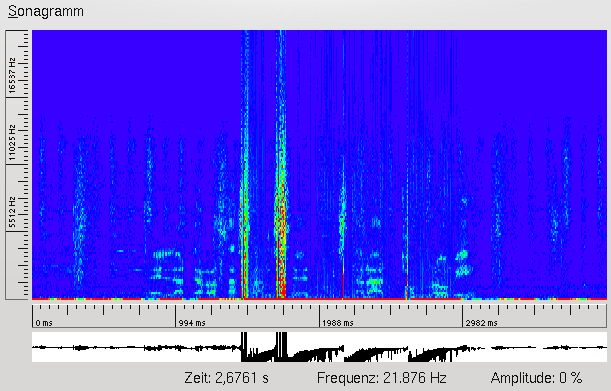 Sonagramm
16537 Hz
11025 Hz
5512 Hz
0 ms
994 ms
1988 ms
2982 ms
Zeit: 2,6761 s Frequenz: 21.876 Hz Amplitude: 0 %